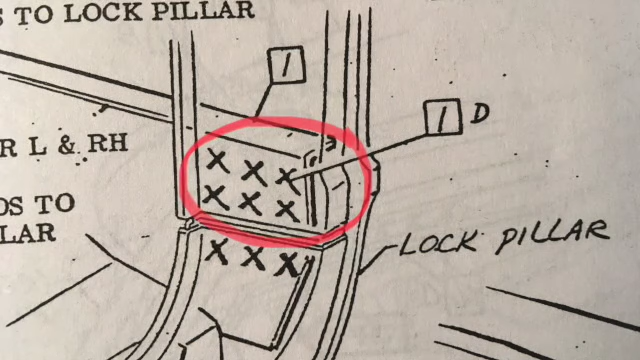 S TO LOCK PILLAR
1
1 D
R L & RH
X X X
DS TO
X X X
LAR
LOCK PILLAR
X X X